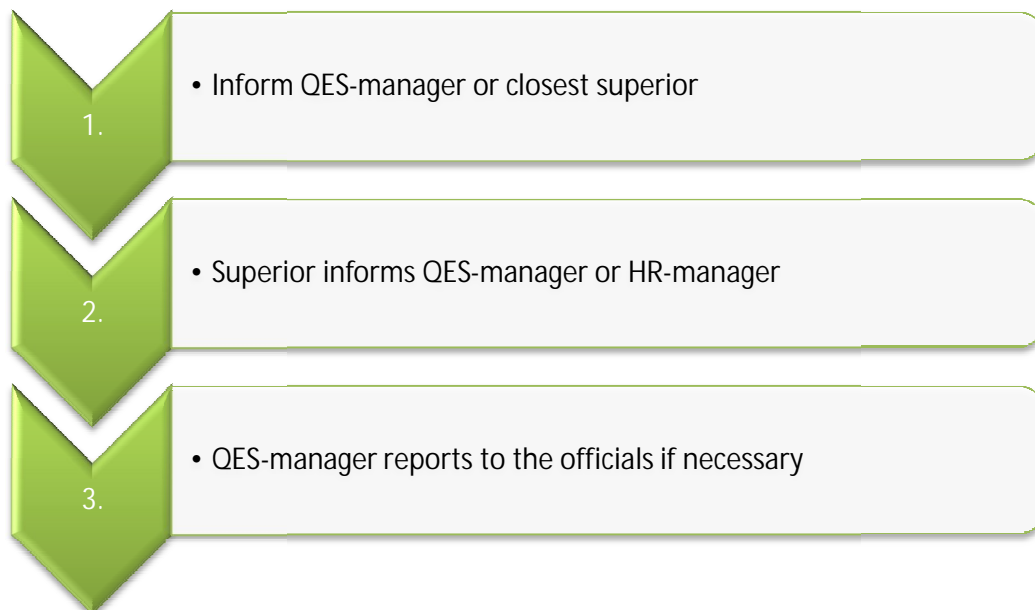 1.
• Inform QES-manager or closest superior
2.
• Superior informs QES-manager or HR-manager
3.
• QES-manager reports to the officials if necessary